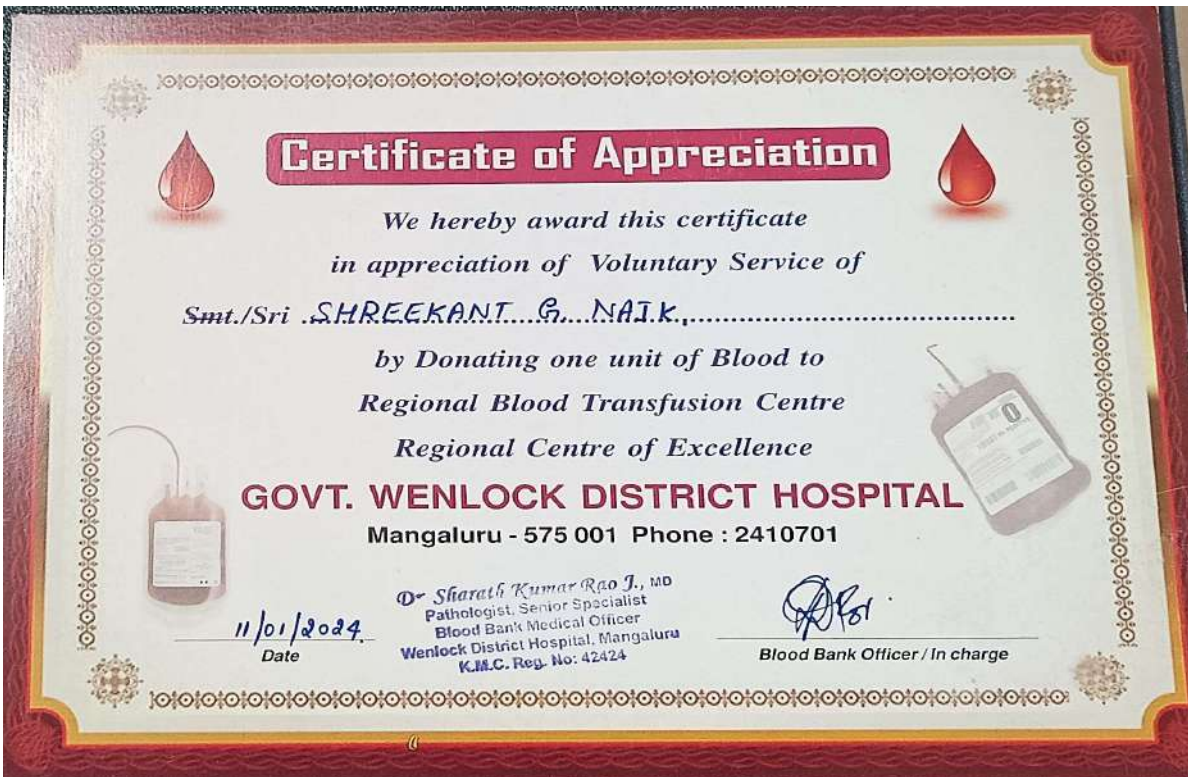 Certificate of Appreciation
We hereby award this certificate
in appreciation of Voluntary Service of
Smt./Sri SHREEKANT G. NAIK,
by Donating one unit of Blood to
Regional Blood Transfusion Centre
Regional Centre of Excellence
O
GOVT. WENLOCK DISTRICT HOSPITAL
Mangaluru - 575 001 Phone : 2410701
Dr Sharath Kumar Rao J., MD
Pathologist, Senior Specialist
Blood Bank Medical Officer
Wenlock District Hospital, Mangaluru
K.M.C. Reg. No: 42424
11/01/2024
Date
Blood Bank Officer / In charge